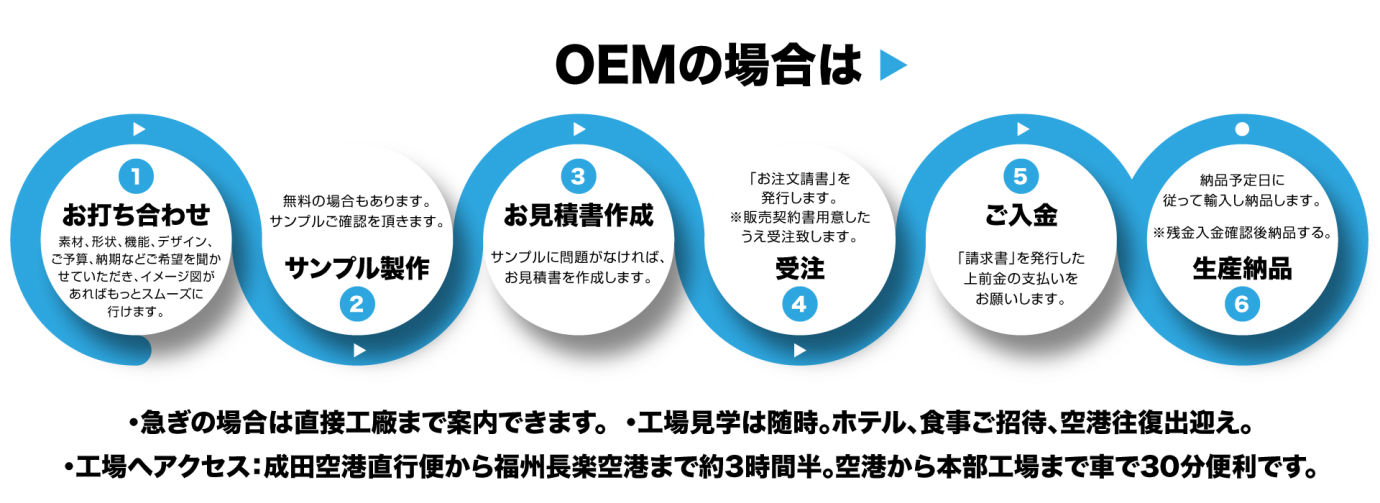 OEMの場合は
1
お打ち合わせ
素材、形状、機能、デザイン、
ご予算、納期などご希望を聞か
せていただき、イメージ図が
あればもっとスムーズに
行けます。
無料の場合もあります。
サンプルご確認を頂きます。
サンプル製作
2
3
お見積書作成
サンプルに問題がなければ、
お見積書を作成します。
「お注文請書」を
発行します。
※販売契約書用意した
うえ受注致します。
受注
4
5
ご入金
「請求書」を発行した
上前金の支払いを
お願いします。
納品予定日に
従って輸入し納品します。
※残金入金確認後納品する。
生産納品
6
・急ぎの場合は直接工廠まで案内できます。 ・工場見学は随時。ホテル、食事ご招待、空港往復出迎え。
・工場へアクセス：成田空港直行便から福州長楽空港まで約3時間半。空港から本部工場まで車で30分便利です。